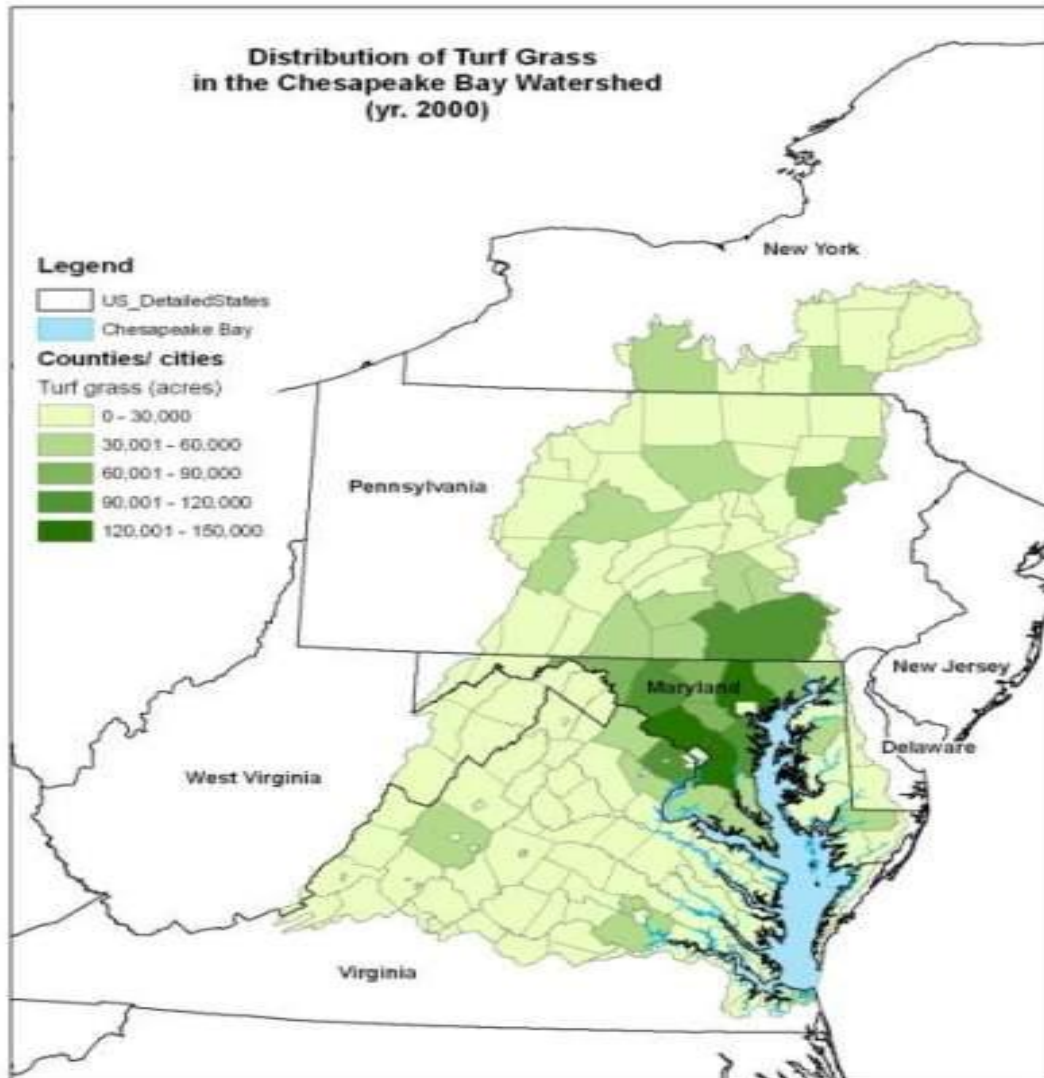 Distribution of Turf Grass
in the Chesapeake Bay Watershed
(yr. 2000)
New York
Legend
US_DetailedStates
Chesapeake Bay
Counties/ cities
Turf grass (acres)
0 - 30,000
30,001 - 60,000
60,001 - 90,000
90,001 - 120,000
120,001 - 150,000
Pennsylvania
New Jersey
Maryland
Delaware
West Virginia
Virginia